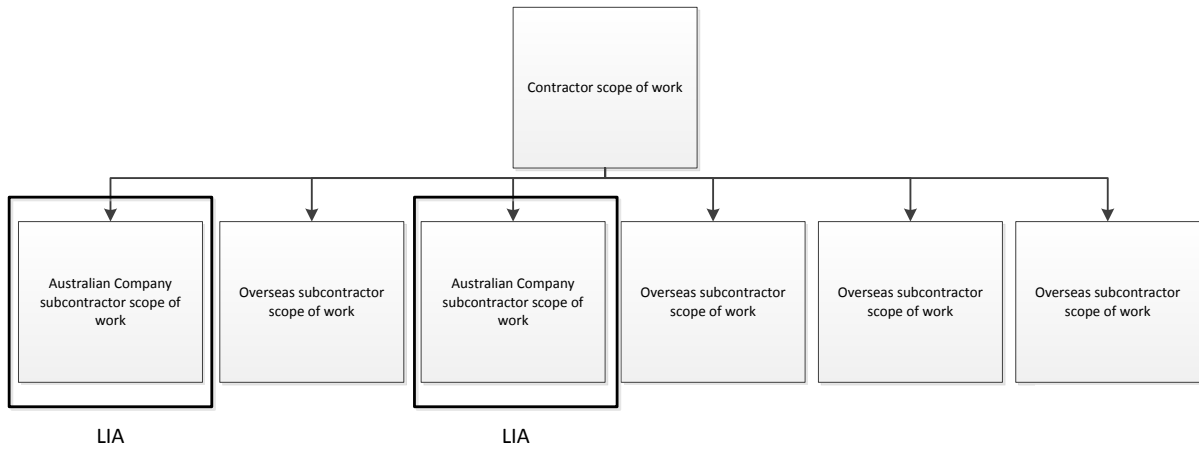 Contractor scope of work
Australian Company
subcontractor scope of
work
Overseas subcontractor
scope of work
Australian Company
subcontractor scope of
work
Overseas subcontractor
scope of work
Overseas subcontractor
scope of work
Overseas subcontractor
scope of work
LIA
LIA